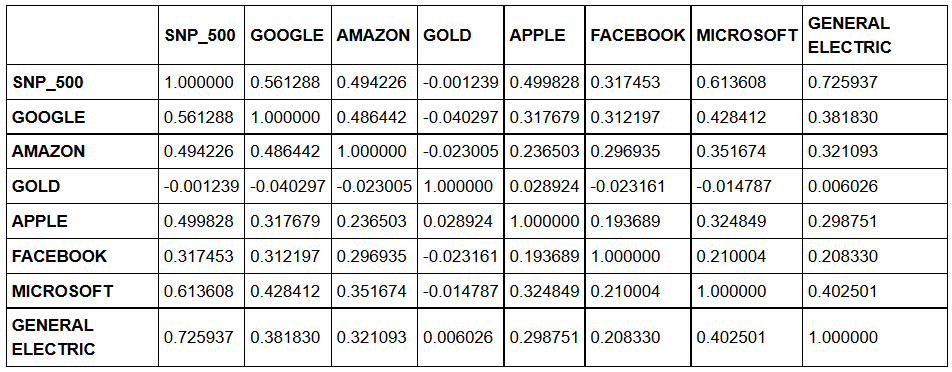 SNP_500 GOOGLE AMAZON GOLD APPLE FACEBOOK MICROSOFT GENERAL ELECTRIC
SNP_500 1.000000 0.561288 0.494226 -0.001239 0.499828 0.317453 0.613608 0.725937
GOOGLE 0.561288 1.000000 0.486442 -0.040297 0.317679 0.312197 0.428412 0.381830
AMAZON 0.494226 0.486442 1.000000 -0.023005 0.236503 0.296935 0.351674 0.321093
GOLD -0.001239 -0.040297 -0.023005 1.000000 0.028924 -0.023161 -0.014787 0.006026
APPLE 0.499828 0.317679 0.236503 0.028924 1.000000 0.193689 0.324849 0.298751
FACEBOOK 0.317453 0.312197 0.296935 -0.023161 0.193689 1.000000 0.210004 0.208330
MICROSOFT 0.613608 0.428412 0.351674 -0.014787 0.324849 0.210004 1.000000 0.402501
GENERAL ELECTRIC 0.725937 0.381830 0.321093 0.006026 0.298751 0.208330 0.402501 1.000000